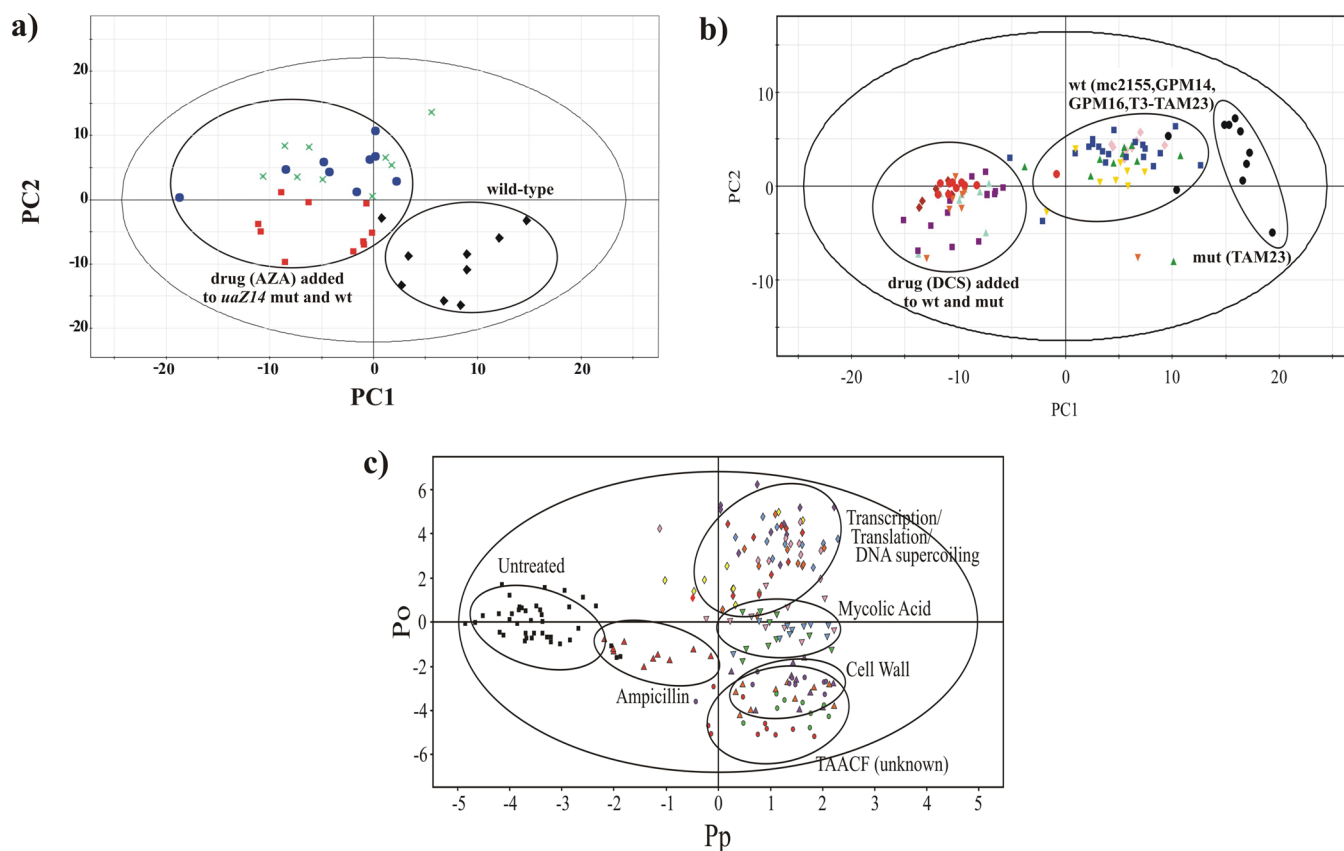 a)
20
10
0
-10
-20
-20
-10
0
10
20
PC2
PC1
wild-type
drug (AZA) added
to uaZ14 mut and wt
b)
10
0
-10
-20
-10
0
10
20
PC2
PC1
wt (mc2155,GPM14,
GPM16,T3-TAM23)
mut (TAM23)
drug (DCS) added
to wt and mut
c)
6
4
2
0
-2
-4
-6
-5
-4
-3
-2
-1
0
1
2
3
4
5
Po
Pp
Untreated
Ampicillin
Transcription/
Translation/
DNA supercoiling
Mycolic Acid
Cell Wall
TAACF (unknown)